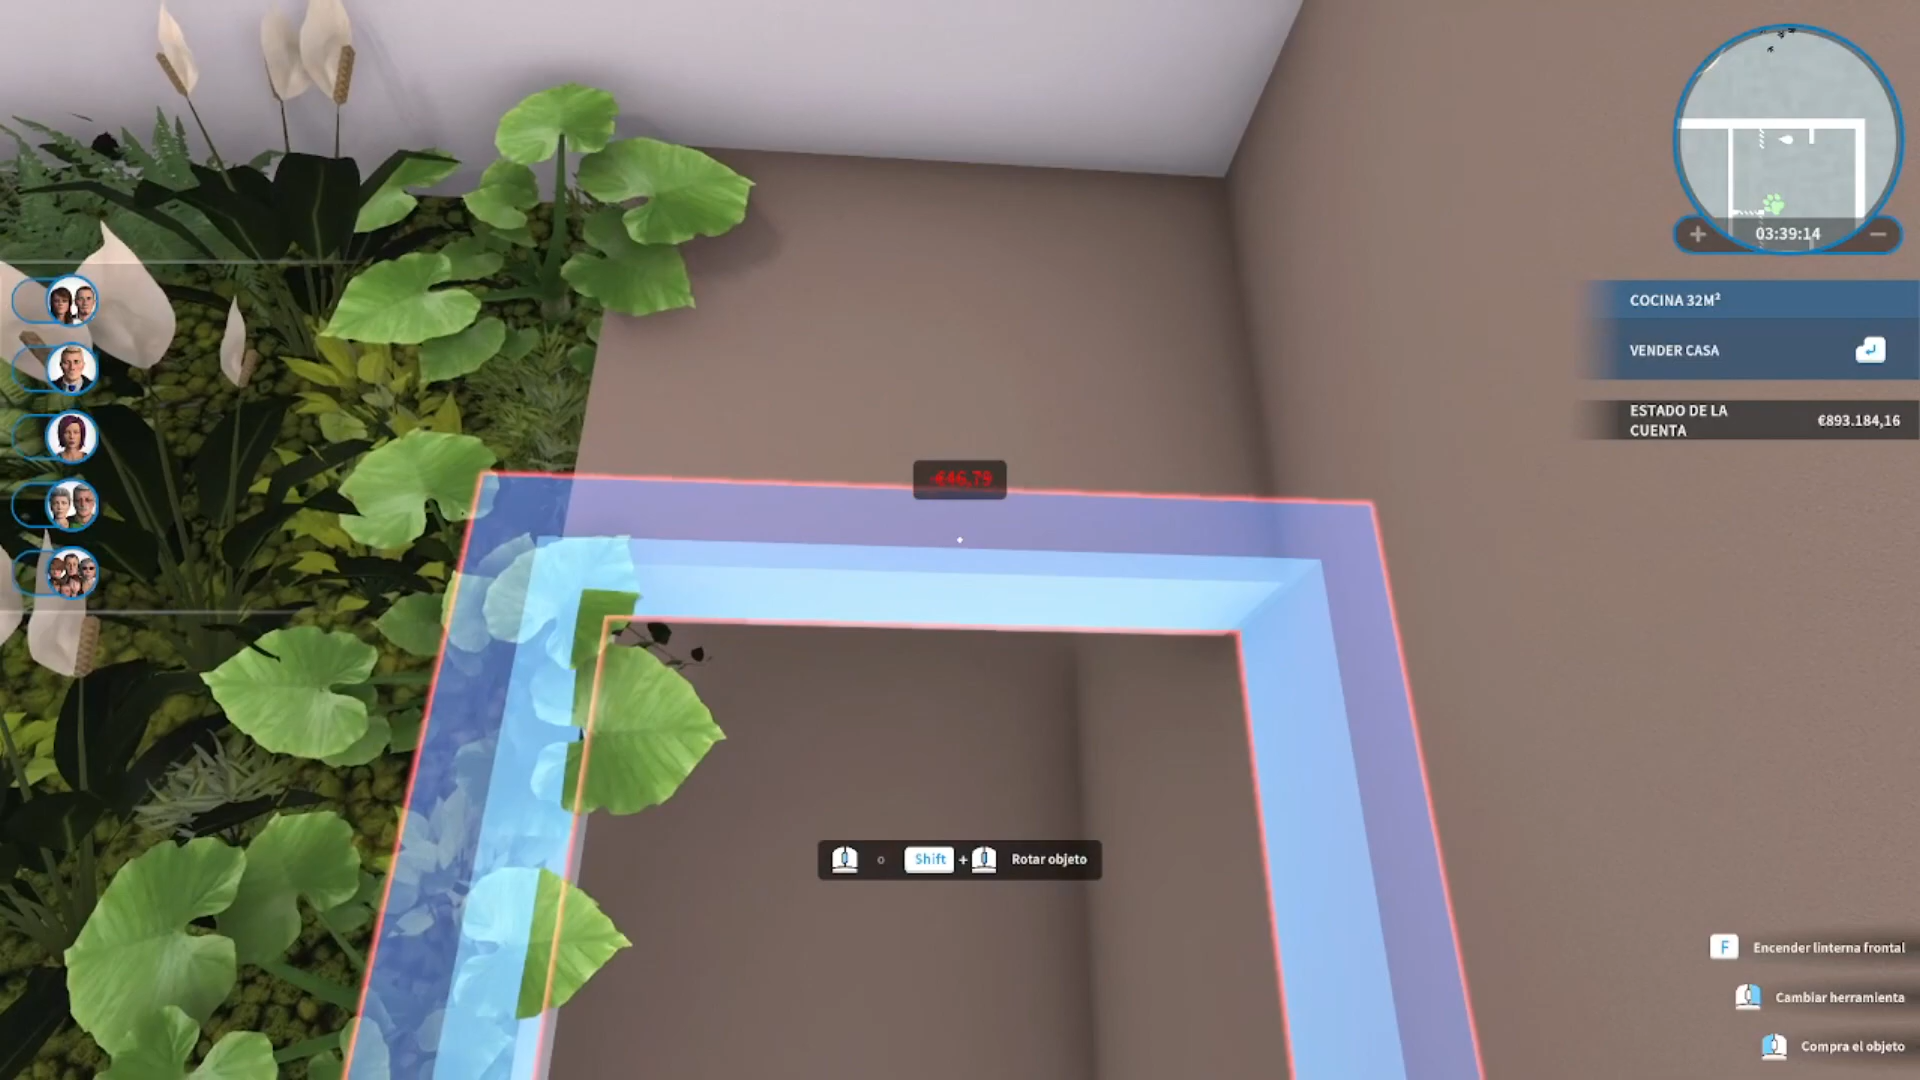 03:39:14
COCINA 32M²
VENDER CASA
ESTADO DE LA
CUENTA
€893.184,16
-€46,79
o Shift + Rotar objeto
F Encender linterna frontal
Cambiar herramienta
Compra el objeto